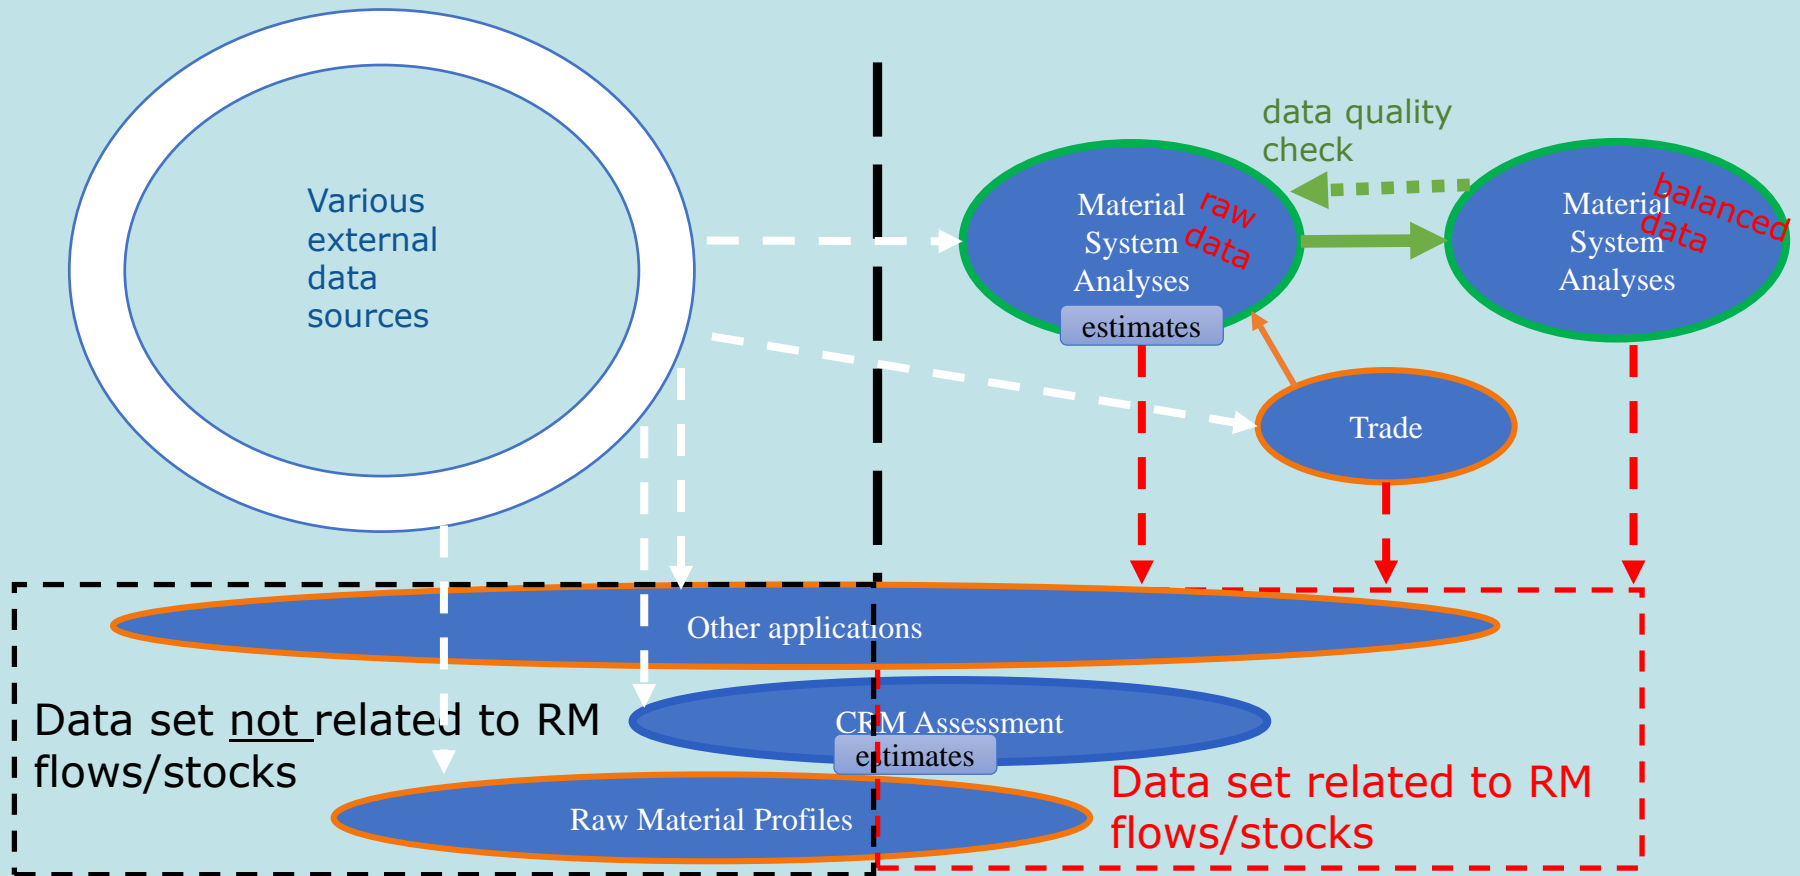 Various
external
data
sources
data quality
check
Material
System
Analyses
raw
data
estimates
Material
System
Analyses
balanced
data
Trade
Other applications
CRM Assessment
estimates
Raw Material Profiles
Data set not related to RM
flows/stocks
Data set related to RM
flows/stocks